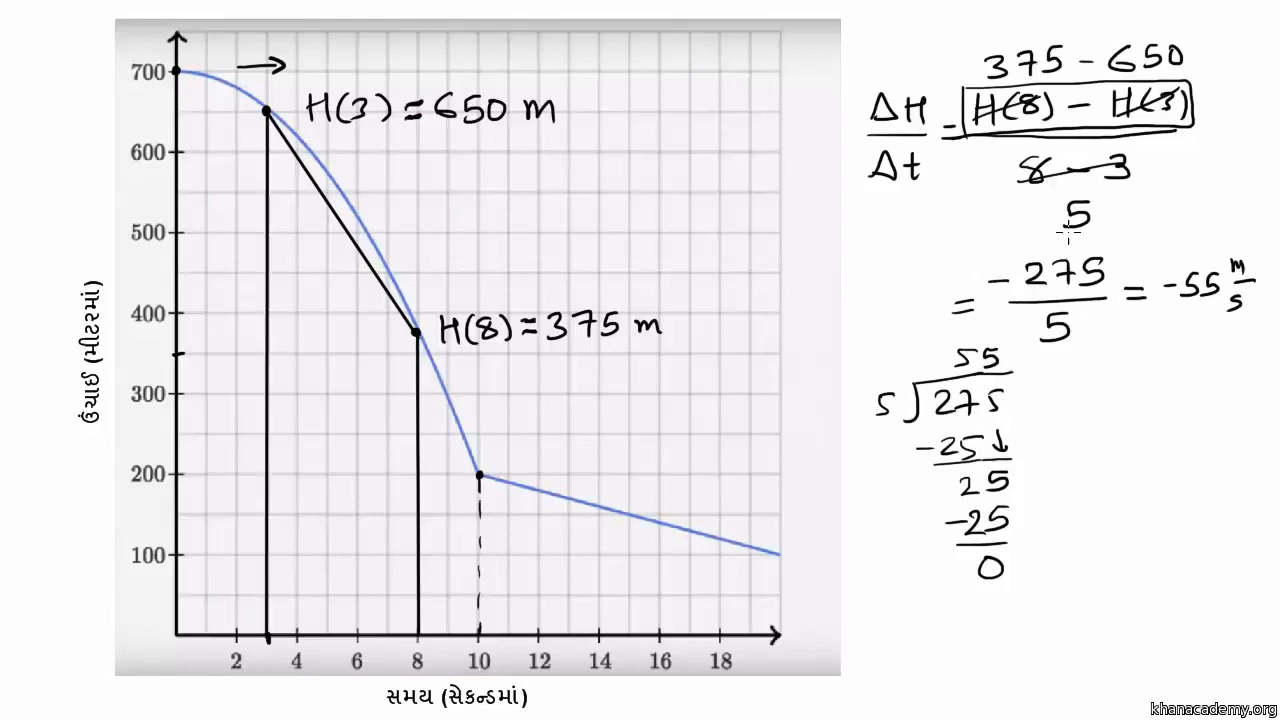 700
600
500
400
300
200
100
2 4 6 8 10 12 14 16 18
ઉંચાઈ (મીટરમાં)
સમય (સેકન્ડમાં)
H(3) ≈ 650 m
H(8) ≈ 375 m
375 - 650
ΔH/Δt = H(8) - H(3)
8 - 3
5
= -275/5 = -55 m/s
55
5 275
-25↓
25
-25
0
khanacademy.org